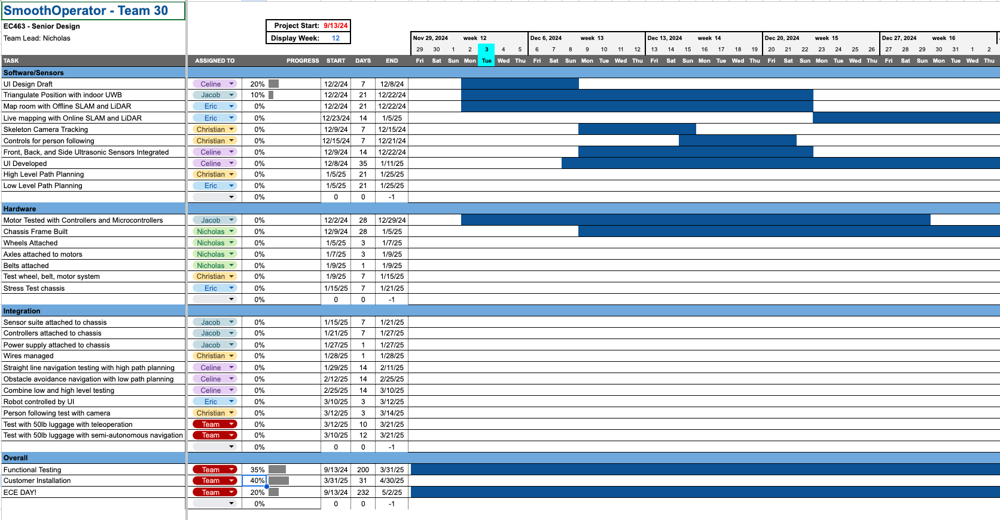 SmoothOperator - Team 30
EC463 - Senior Design
Project Start: 9/13/24
Team Lead: Nicholas
Display Week: 12
Nov 29, 2024 week 12 Dec 6, 2024 week 13 Dec 13, 2024 week 14 Dec 20, 2024 week 15 Dec 27, 2024 week 16
29 30 1 2 3 4 5 6 7 8 9 10 11 12 13 14 15 16 17 18 19 20 21 22 23 24 25 26 27 28 29 30 31 1 2
TASK ASSIGNED TO PROGRESS START DAYS END Fri Sat Sun Mon Tue Wed Thu Fri Sat Sun Mon Tue Wed Thu Fri Sat Sun Mon Tue Wed Thu Fri Sat Sun Mon Tue Wed Thu Fri Sat Sun Mon Tue Wed Thu
Software/Sensors
UI Design Draft Celine 20% 12/2/24 7 12/8/24
Triangulate Position with indoor UWB Jacob 10% 12/2/24 21 12/22/24
Map room with Offline SLAM and LiDAR Eric 0% 12/2/24 21 12/22/24
Live mapping with Online SLAM and LiDAR Eric 0% 12/23/24 14 1/5/25
Skeleton Camera Tracking Christian 0% 12/9/24 7 12/15/24
Controls for person following Christian 0% 12/15/24 7 12/21/24
Front, Back, and Side Ultrasonic Sensors Integrated Celine 0% 12/9/24 14 12/22/24
UI Developed Celine 0% 12/8/24 35 1/11/25
High Level Path Planning Christian 0% 1/5/25 21 1/25/25
Low Level Path Planning Eric 0% 1/5/25 21 1/25/25
0% 0 0 -1
Hardware
Motor Tested with Controllers and Microcontrollers Jacob 0% 12/2/24 28 12/29/24
Chassis Frame Built Nicholas 0% 12/9/24 28 1/5/25
Wheels Attached Nicholas 0% 1/5/25 3 1/7/25
Axles attached to motors Nicholas 0% 1/7/25 3 1/9/25
Belts attached Nicholas 0% 1/9/25 1 1/9/25
Test wheel, belt, motor system Christian 0% 1/9/25 7 1/15/25
Stress Test chassis Eric 0% 1/15/25 7 1/21/25
0% 0 0 -1
Integration
Sensor suite attached to chassis Jacob 0% 1/15/25 7 1/21/25
Controllers attached to chassis Jacob 0% 1/21/25 7 1/27/25
Power supply attached to chassis Jacob 0% 1/27/25 1 1/27/25
Wires managed Christian 0% 1/28/25 1 1/28/25
Straight line navigation testing with high path planning Celine 0% 1/29/25 14 2/11/25
Obstacle avoidance navigation with low path planning Celine 0% 2/12/25 14 2/25/25
Combine low and high level testing Celine 0% 2/25/25 14 3/10/25
Robot controlled by UI Eric 0% 3/10/25 3 3/12/25
Person following test with camera Christian 0% 3/12/25 3 3/14/25
Test with 50lb luggage with teleoperation Team 0% 3/12/25 10 3/21/25
Test with 50lb luggage with semi-autonomous navigation Team 0% 3/10/25 12 3/21/25
0% 0 0 -1
Overall
Functional Testing Team 35% 9/13/24 200 3/31/25
Customer Installation Team 40% 3/31/25 31 4/30/25
ECE DAY! Team 20% 9/13/24 232 5/2/25
0% 0 0 -1